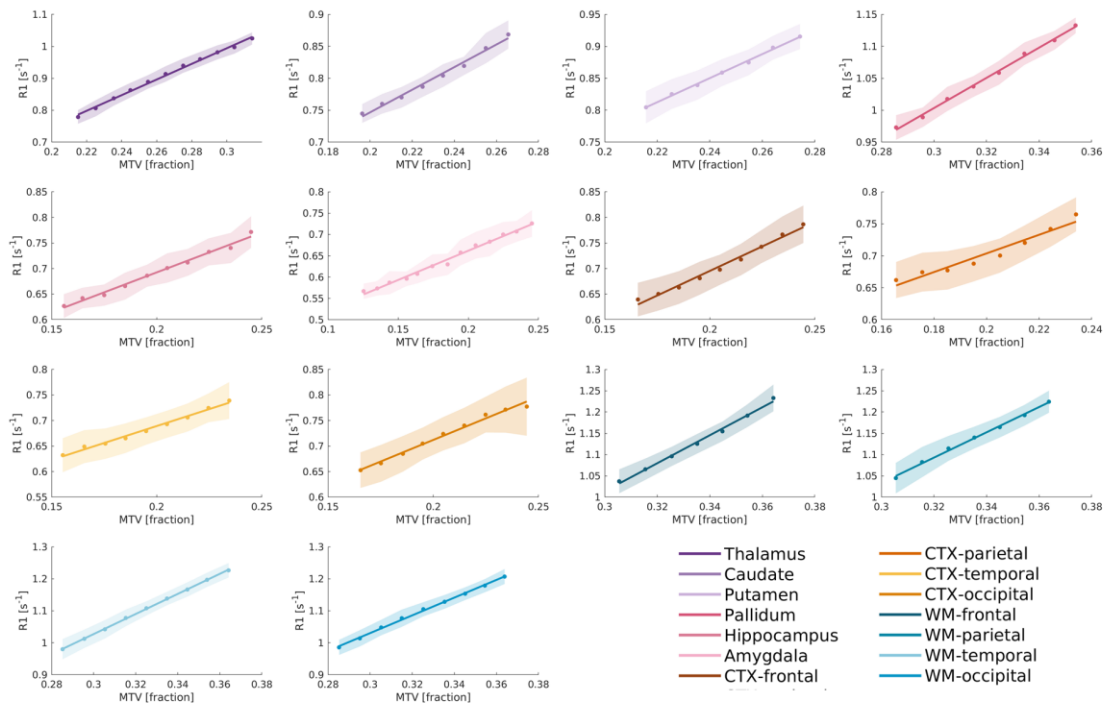 R1 [s⁻¹]
1.1
1
0.9
0.8
0.7
0.2 0.22 0.24 0.26 0.28 0.3
MTV [fraction]
R1 [s⁻¹]
0.9
0.85
0.8
0.75
0.7
0.18 0.2 0.22 0.24 0.26 0.28
MTV [fraction]
R1 [s⁻¹]
0.95
0.9
0.85
0.8
0.75
0.2 0.22 0.24 0.26 0.28
MTV [fraction]
R1 [s⁻¹]
1.15
1.1
1.05
1
0.95
0.28 0.3 0.32 0.34 0.36
MTV [fraction]
R1 [s⁻¹]
0.85
0.8
0.75
0.7
0.65
0.6
0.15 0.2 0.25
MTV [fraction]
R1 [s⁻¹]
0.8
0.75
0.7
0.65
0.6
0.55
0.5
0.1 0.15 0.2 0.25
MTV [fraction]
R1 [s⁻¹]
0.85
0.8
0.75
0.7
0.65
0.6
0.15 0.2 0.25
MTV [fraction]
R1 [s⁻¹]
0.8
0.75
0.7
0.65
0.6
0.16 0.18 0.2 0.22 0.24
MTV [fraction]
R1 [s⁻¹]
0.8
0.75
0.7
0.65
0.6
0.55
0.5
0.15 0.2 0.25
MTV [fraction]
R1 [s⁻¹]
0.85
0.8
0.75
0.7
0.65
0.6
0.2 0.25
MTV [fraction]
R1 [s⁻¹]
1.3
1.25
1.2
1.15
1.1
1.05
1
0.3 0.32 0.34 0.36 0.38
MTV [fraction]
R1 [s⁻¹]
1.3
1.25
1.2
1.15
1.1
1.05
1
0.3 0.32 0.34 0.36 0.38
MTV [fraction]
R1 [s⁻¹]
1.3
1.2
1.1
1
0.9
0.28 0.3 0.32 0.34 0.36 0.38
MTV [fraction]
R1 [s⁻¹]
1.3
1.2
1.1
1
0.9
0.28 0.3 0.32 0.34 0.36 0.38
MTV [fraction]
Thalamus
Caudate
Putamen
Pallidum
Hippocampus
Amygdala
CTX-frontal
CTX-parietal
CTX-temporal
CTX-occipital
WM-frontal
WM-parietal
WM-temporal
WM-occipital